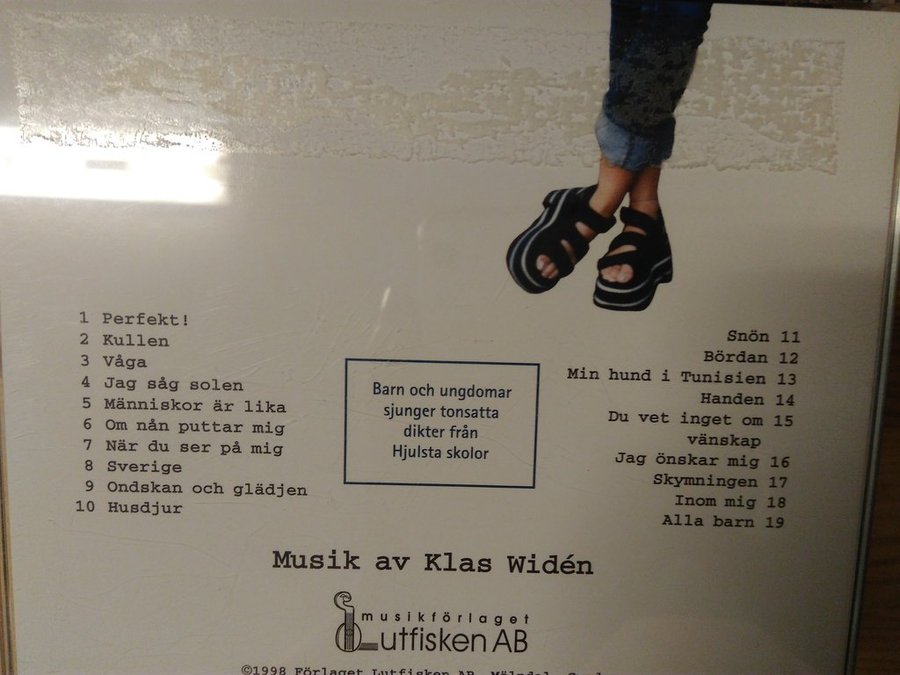 1 Perfekt!
2 Kullen
3 Våga
4 Jag såg solen
5 Människor är lika
6 Om nån puttar mig
7 När du ser på mig
8 Sverige
9 Ondskan och glädjen
10 Husdjur
Barn och ungdomar
sjunger tonsatta
dikter från
Hjulsta skolor
Snön 11
Bördan 12
Min hund i Tunisien 13
Handen 14
Du vet inget om 15
vänskap
Jag önskar mig 16
Skymningen 17
Inom mig 18
Alla barn 19
Musik av Klas Widén
musikförlaget
Lutfisken AB
©1998 Förlaget Lutfisken AB, Mölndal,